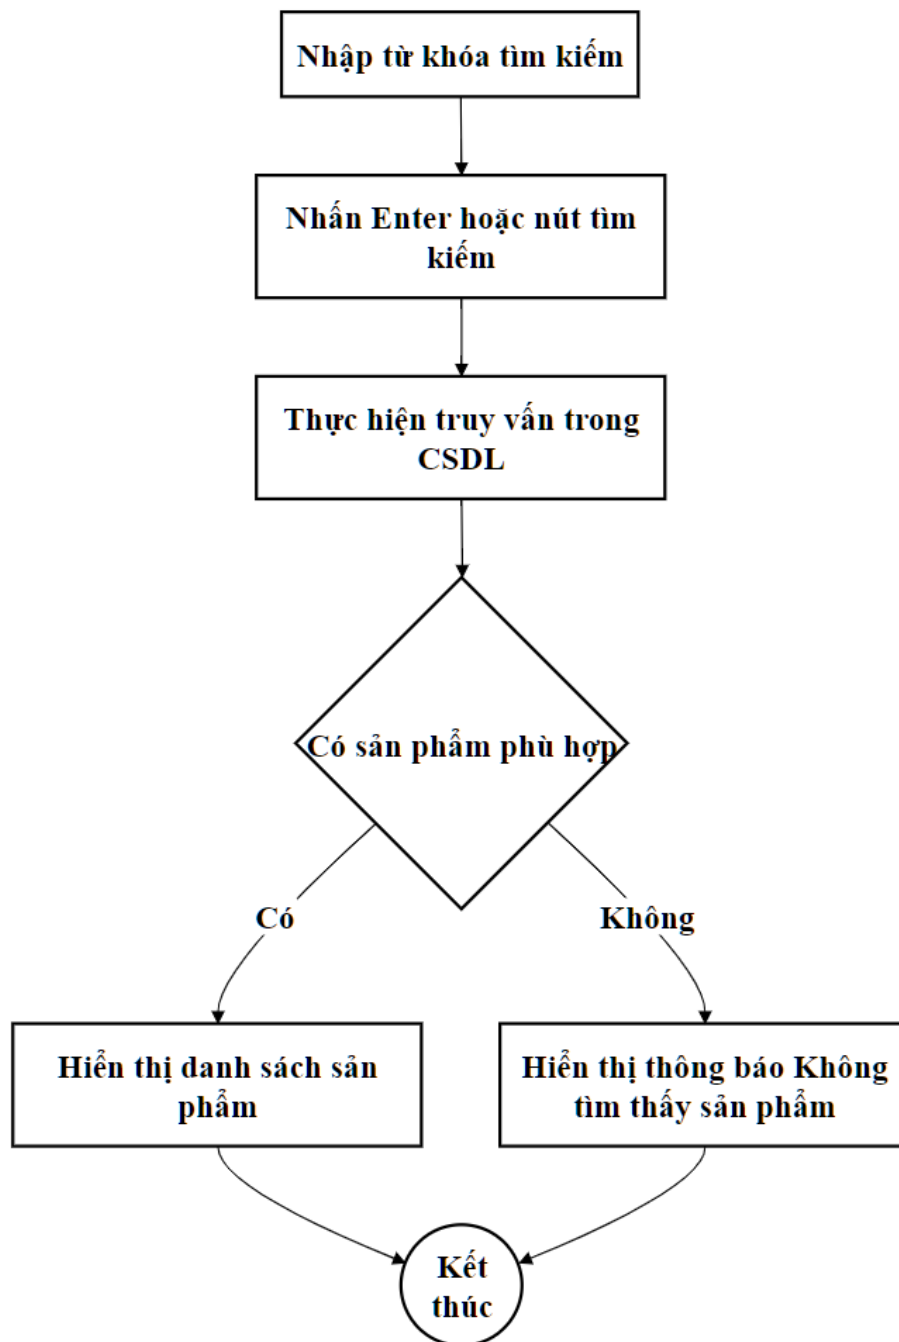 Nhập từ khóa tìm kiếm
Nhấn Enter hoặc nút tìm
kiếm
Thực hiện truy vấn trong
CSDL
Có sản phẩm phù hợp
Có
Không
Hiển thị danh sách sản
phẩm
Hiển thị thông báo Không
tìm thấy sản phẩm
Kết
thúc